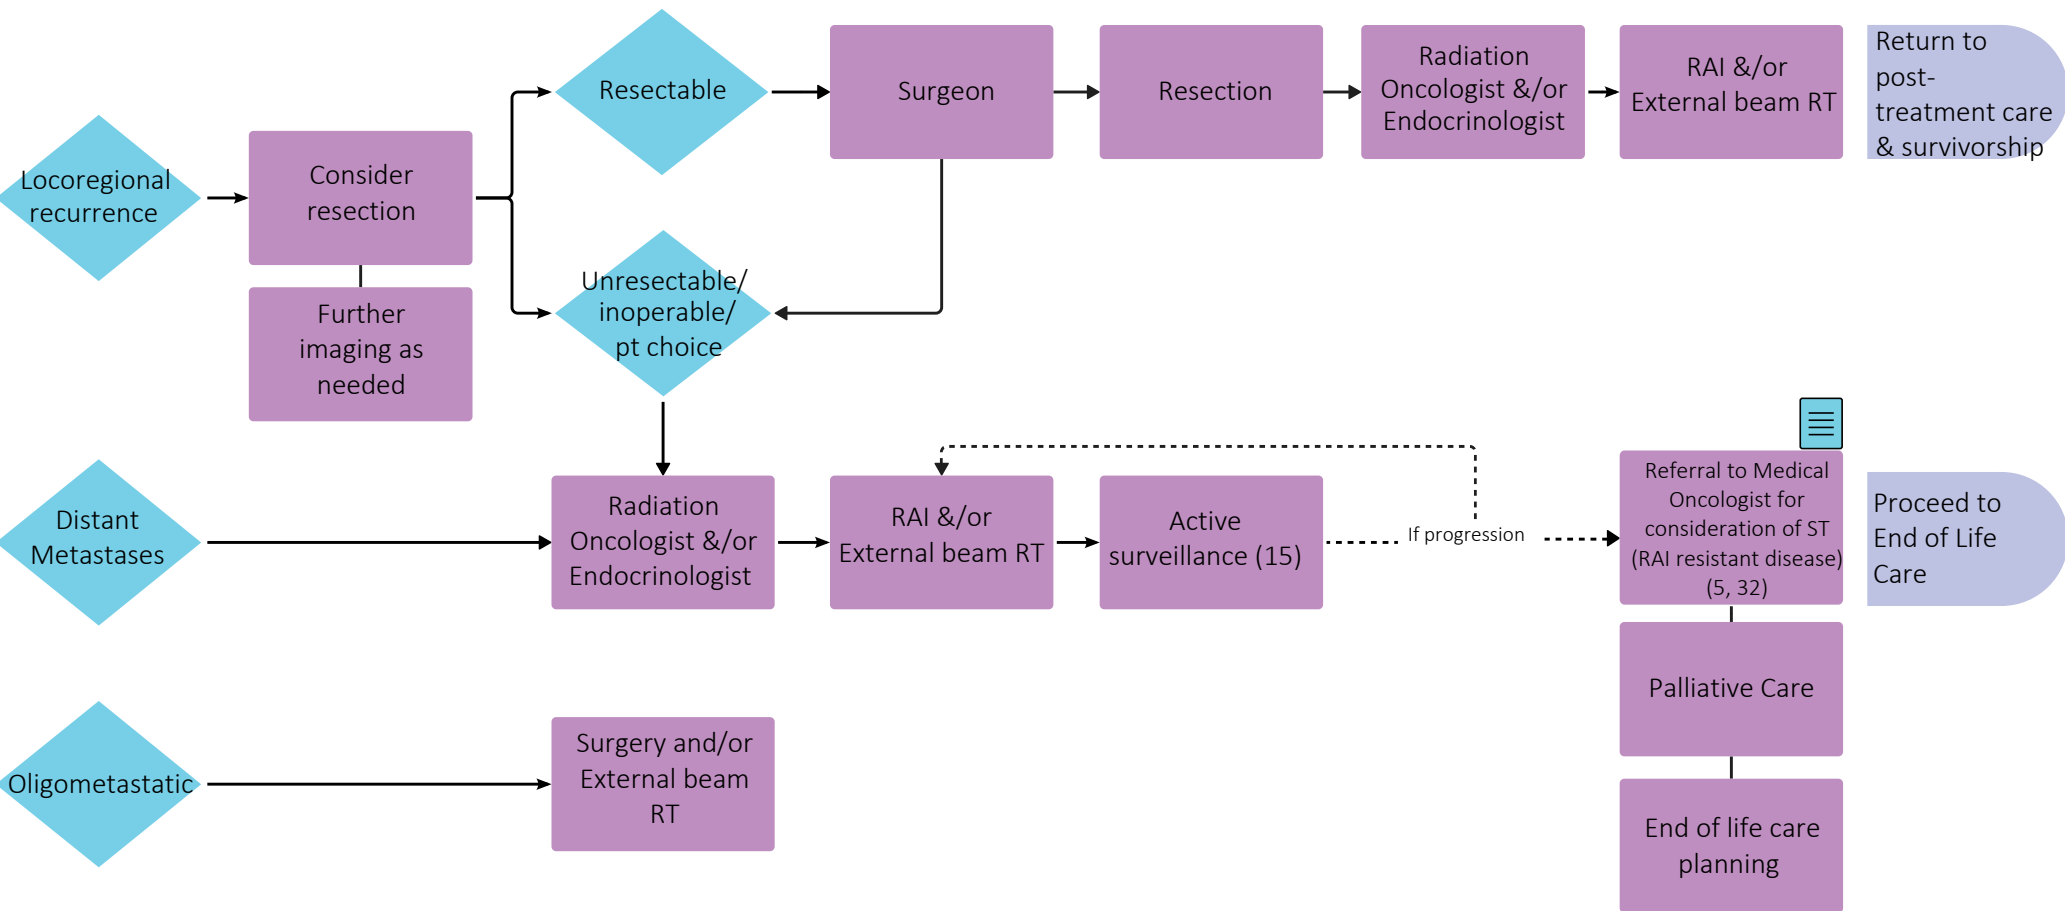 Locoregional
recurrence
Consider
resection
Further
imaging as
needed
Resectable
Surgeon
Resection
Radiation
Oncologist &/or
Endocrinologist
RAI &/or
External beam RT
Return to
post-
treatment care
& survivorship
Unresectable/
inoperable/
pt choice
Distant
Metastases
Radiation
Oncologist &/or
Endocrinologist
RAI &/or
External beam RT
Active
surveillance (15)
If progression
Referral to Medical
Oncologist for
consideration of ST
(RAI resistant disease)
(5, 32)
Proceed to
End of Life
Care
Palliative Care
End of life care
planning
Oligometastatic
Surgery and/or
External beam
RT